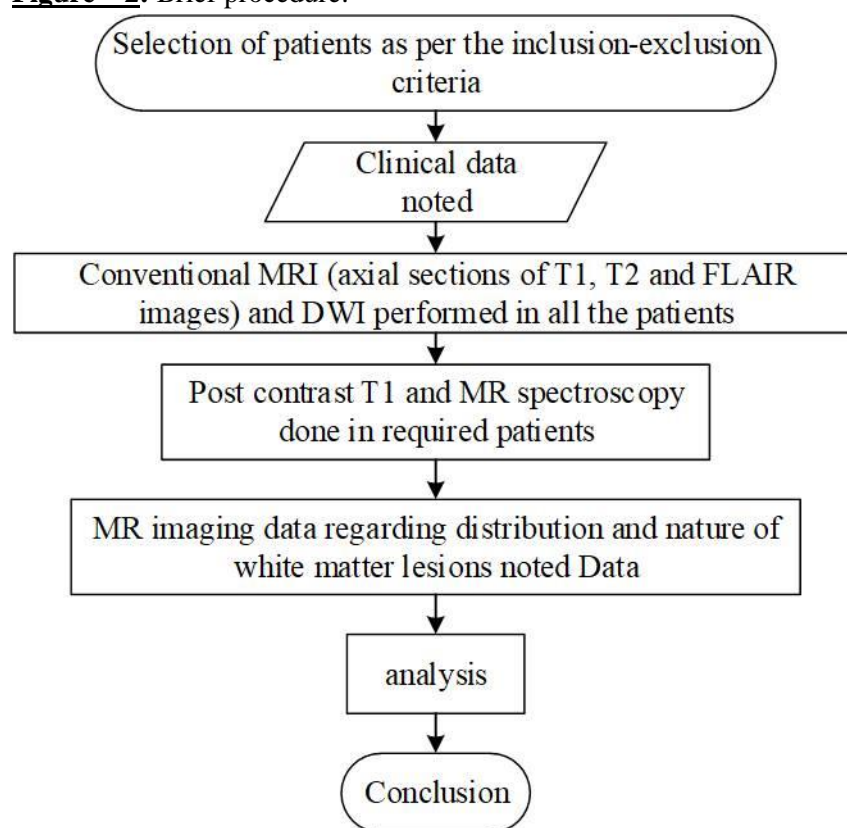 Figure - 2: Brief procedure.
Selection of patients as per the inclusion-exclusion
criteria
Clinical data
noted
Conventional MRI (axial sections of T1, T2 and FLAIR
images) and DWI performed in all the patients
Post contrast T1 and MR spectroscopy
done in required patients
MR imaging data regarding distribution and nature of
white matter lesions noted Data
analysis
Conclusion